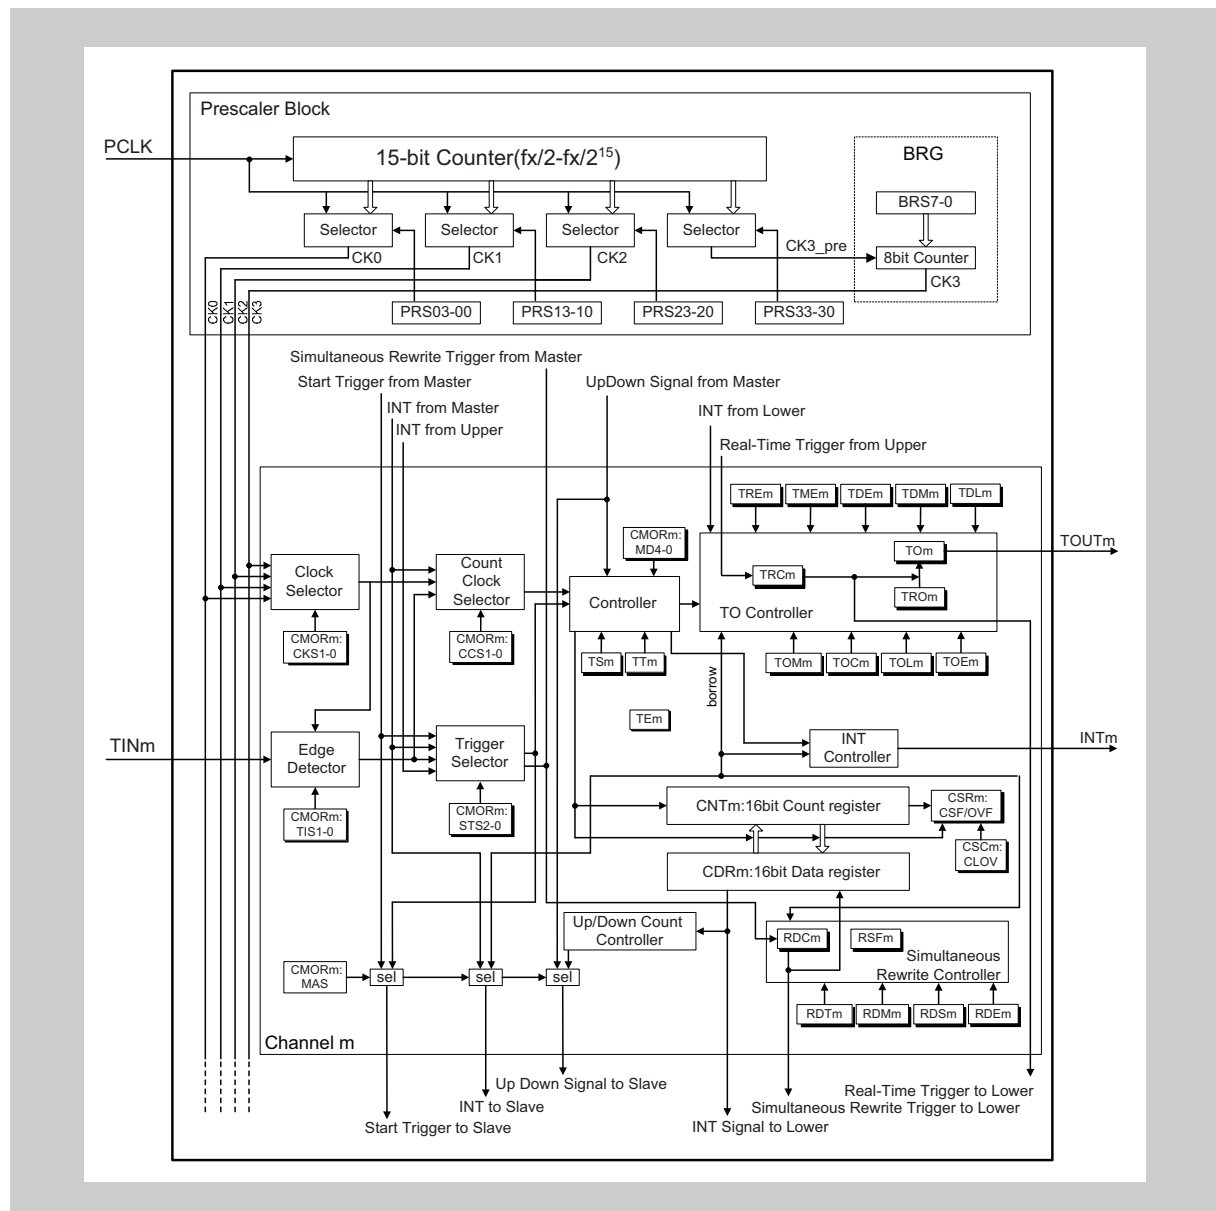 Prescaler Block
PCLK
15-bit Counter(fx/2-fx/2¹⁵)
BRG
BRS7-0
Selector
Selector
Selector
Selector
CK3_pre
8bit Counter
CK0
CK1
CK2
CK3
CK0
CK1
CK2
CK3
PRS03-00
PRS13-10
PRS23-20
PRS33-30
Simultaneous Rewrite Trigger from Master
Start Trigger from Master
UpDown Signal from Master
INT from Master
INT from Lower
INT from Upper
Real-Time Trigger from Upper
TREm
TMEm
TDEm
TDMm
TDLm
CMORm:
MD4-0
TOm
TOUTm
Clock
Selector
Count
Clock
Selector
Controller
TRCm
TROm
TO Controller
CMORm:
CKS1-0
CMORm:
CCS1-0
TSm
TTm
TOMm
TOCm
TOLm
TOEm
borrow
TEm
TINm
Edge
Detector
Trigger
Selector
INT
Controller
INTm
CMORm:
TIS1-0
CMORm:
STS2-0
CNTm:16bit Count register
CSRm:
CSF/OVF
CSCm:
CLOV
CDRm:16bit Data register
Up/Down Count
Controller
RDCm
RSFm
Simultaneous
Rewrite Controller
CMORm:
MAS
sel
sel
sel
RDTm
RDMm
RDSm
RDEm
Channel m
Up Down Signal to Slave
Real-Time Trigger to Lower
INT to Slave
Simultaneous Rewrite Trigger to Lower
Start Trigger to Slave
INT Signal to Lower